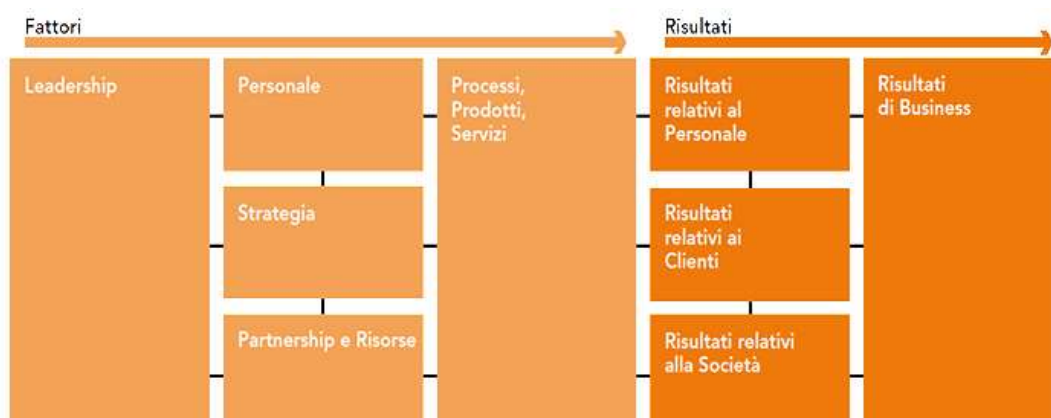 Fattori
Risultati
Leadership
Personale
Processi,
Prodotti,
Servizi
Risultati
relativi al
Personale
Risultati
di Business
Strategia
Risultati
relativi ai
Clienti
Partnership e Risorse
Risultati relativi
alla Società